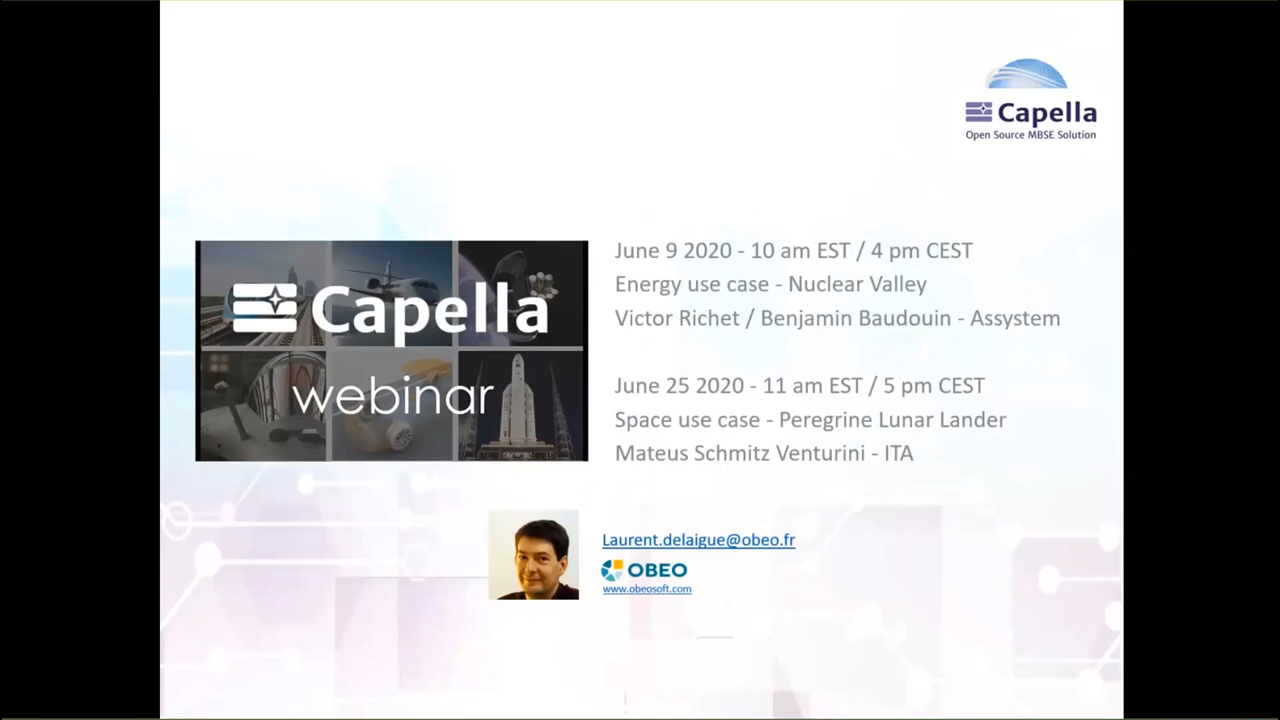 Capella
Open Source MBSE Solution
Capella
webinar
June 9 2020 - 10 am EST / 4 pm CEST
Energy use case - Nuclear Valley
Victor Richet / Benjamin Baudouin - Assystem
June 25 2020 - 11 am EST / 5 pm CEST
Space use case - Peregrine Lunar Lander
Mateus Schmitz Venturini - ITA
Laurent.delaigue@obeo.fr
OBEO
www.obeosoft.com